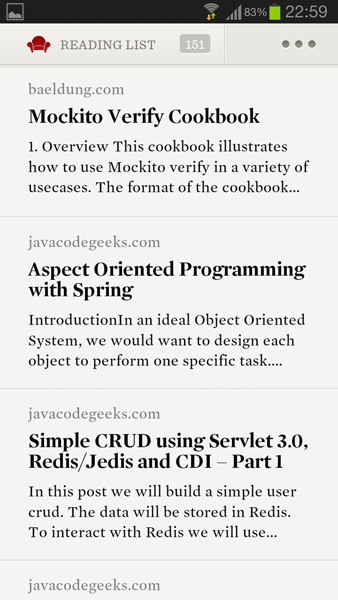 83% 22:59
READING LIST 151
baeldung.com
Mockito Verify Cookbook
1. Overview This cookbook illustrates
how to use Mockito verify in a variety of
usecases. The format of the cookbook...
javacodegeeks.com
Aspect Oriented Programming
with Spring
IntroductionIn an ideal Object Oriented
System, we would want to design each
object to perform one specific task....
javacodegeeks.com
Simple CRUD using Servlet 3.0,
Redis/Jedis and CDI – Part 1
In this post we will build a simple user
crud. The data will be stored in Redis.
To interact with Redis we will use...
javacodegeeks.com